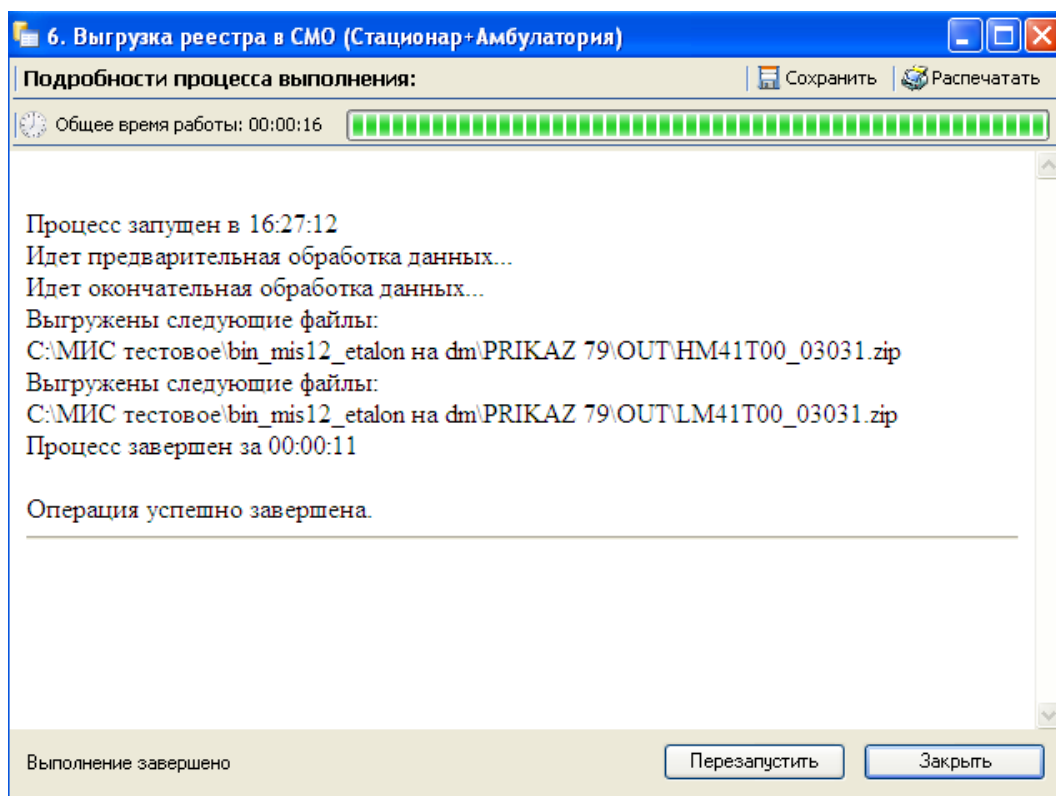 6. Выгрузка реестра в СМО (Стационар+Амбулатория)
Подробности процесса выполнения: Сохранить Распечатать
Общее время работы: 00:00:16
Процесс запущен в 16:27:12
Идет предварительная обработка данных...
Идет окончательная обработка данных...
Выгружены следующие файлы:
C:\МИС тестовое\bin_mis12_etalon на dm\PRIKAZ 79\OUT\HM41T00_03031.zip
Выгружены следующие файлы:
C:\МИС тестовое\bin_mis12_etalon на dm\PRIKAZ 79\OUT\LM41T00_03031.zip
Процесс завершен за 00:00:11
Операция успешно завершена.
Выполнение завершено Перезапустить Закрыть